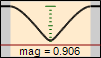 mag = 0.906